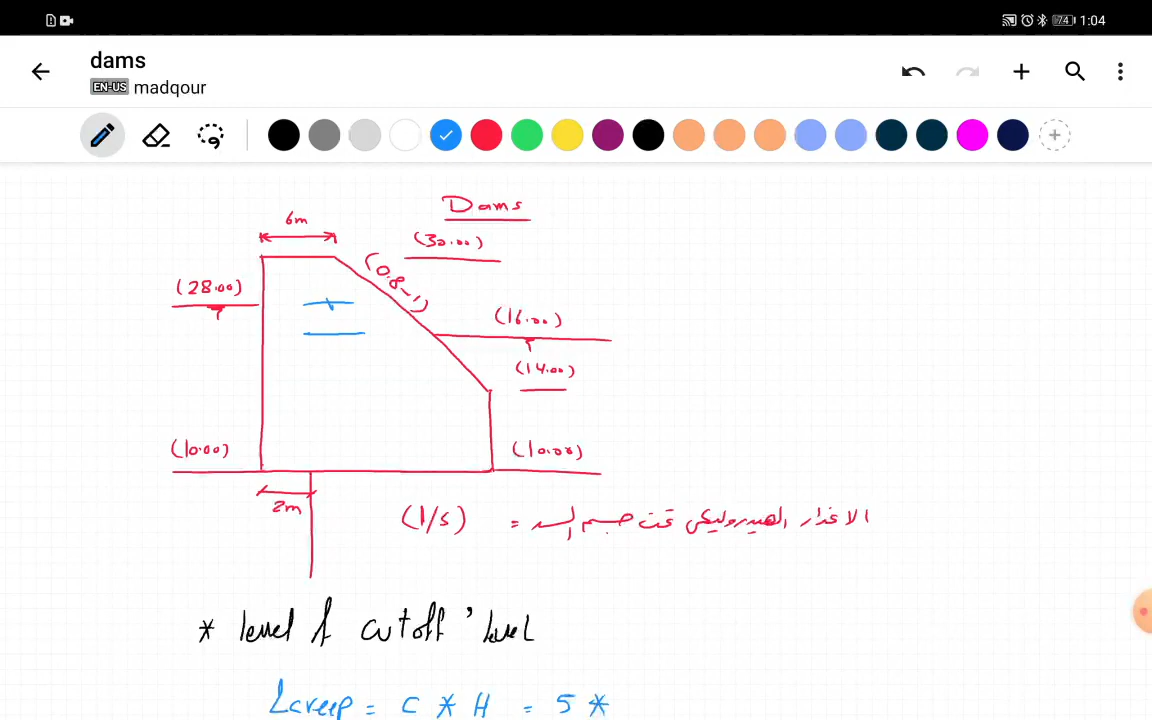 1:04
74
dams
EN-US madqour
Dams
6m
(30.00)
(0.8-1)
(28.00)
(16.00)
(14.00)
(10.00)
(10.00)
2m
(1/5) = الانحدار الهيدروليكي تحت جسم السد
* level of cutoff level
Lcreep = C * H = 5 *